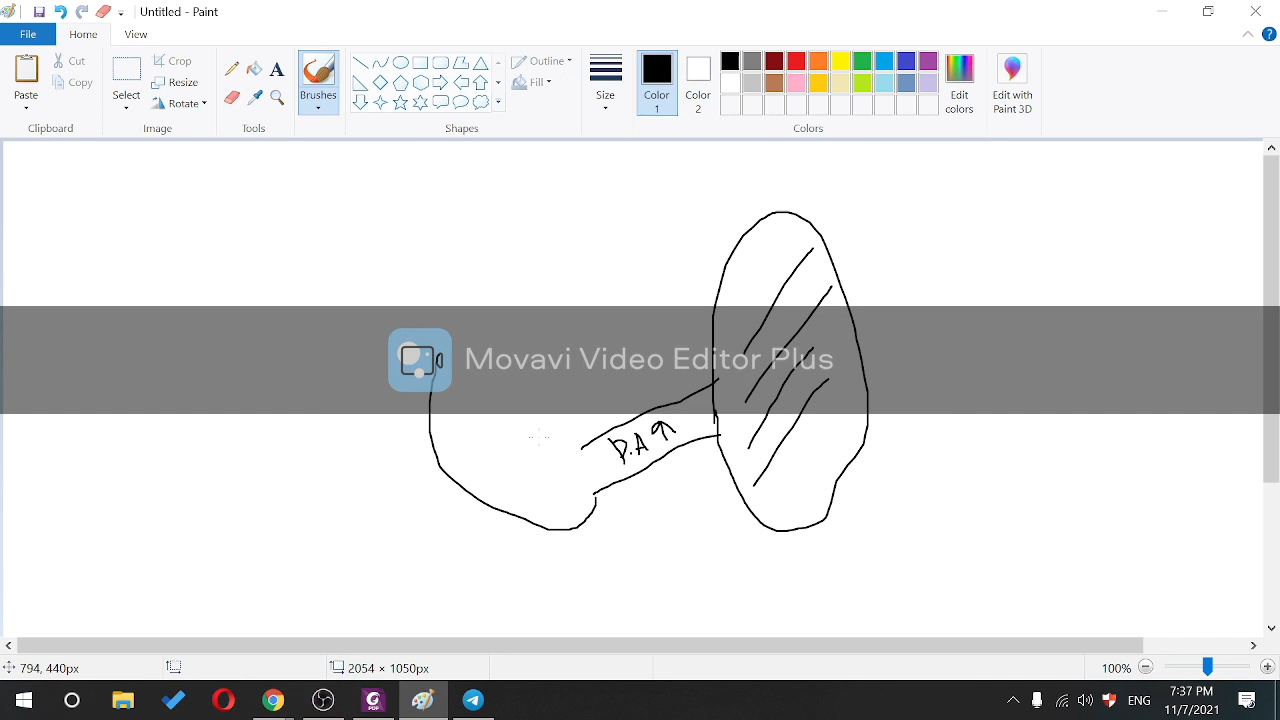 Untitled - Paint
File
Home
View
Paste
Cut
Copy
Clipboard
Select
Crop
Resize
Rotate
Image
Tools
Brushes
Shapes
Outline
Fill
Size
Color
1
Color
2
Colors
Edit
colors
Edit with
Paint 3D
Movavi Video Editor Plus
D.A
794, 440px
2054 × 1050px
100%
ENG
7:37 PM
11/7/2021